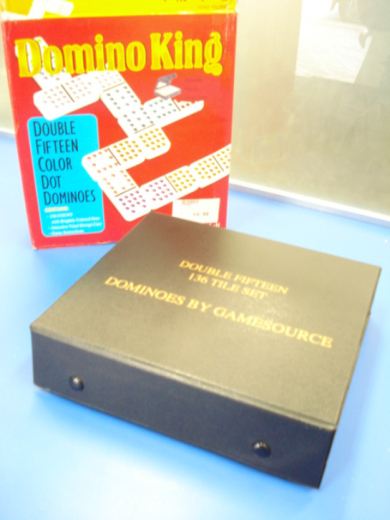 Domino King
DOUBLE
FIFTEEN
COLOR
DOT
DOMINOES
DOUBLE FIFTEEN
136 TILE SET
DOMINOES BY GAMESOURCE